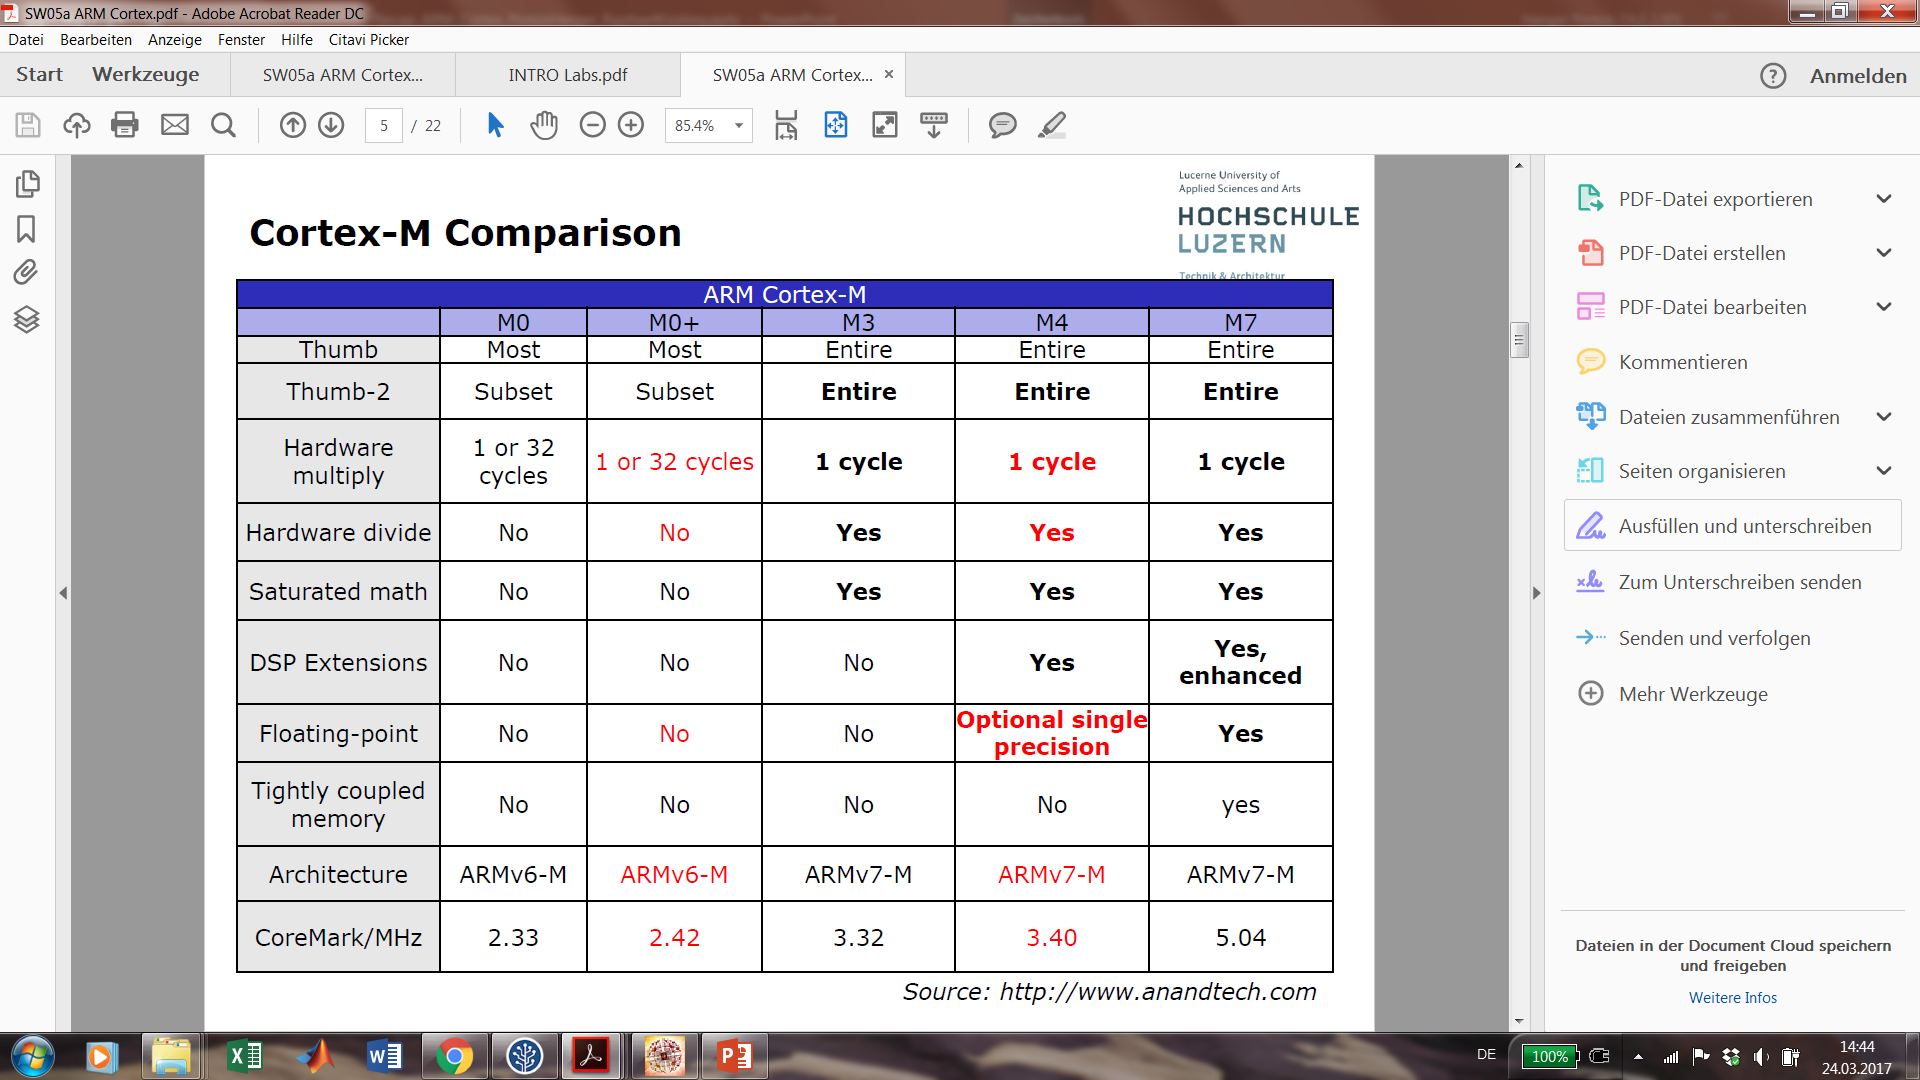 SW05a ARM Cortex.pdf - Adobe Acrobat Reader DC
Datei Bearbeiten Anzeige Fenster Hilfe Citavi Picker
Start Werkzeuge SW05a ARM Cortex... INTRO Labs.pdf SW05a ARM Cortex... × ? Anmelden
5 / 22 85.4%
Lucerne University of
Applied Sciences and Arts
HOCHSCHULE
LUZERN
Technik & Architektur
Cortex-M Comparison
ARM Cortex-M
M0 M0+ M3 M4 M7
Thumb Most Most Entire Entire Entire
Thumb-2 Subset Subset Entire Entire Entire
Hardware multiply 1 or 32 cycles 1 or 32 cycles 1 cycle 1 cycle 1 cycle
Hardware divide No No Yes Yes Yes
Saturated math No No Yes Yes Yes
DSP Extensions No No No Yes Yes, enhanced
Floating-point No No No Optional single precision Yes
Tightly coupled memory No No No No yes
Architecture ARMv6-M ARMv6-M ARMv7-M ARMv7-M ARMv7-M
CoreMark/MHz 2.33 2.42 3.32 3.40 5.04
Source: http://www.anandtech.com
PDF-Datei exportieren
PDF-Datei erstellen
PDF-Datei bearbeiten
Kommentieren
Dateien zusammenführen
Seiten organisieren
Ausfüllen und unterschreiben
Zum Unterschreiben senden
Senden und verfolgen
Mehr Werkzeuge
Dateien in der Document Cloud speichern
und freigeben
Weitere Infos
DE 100% 14:44
24.03.2017